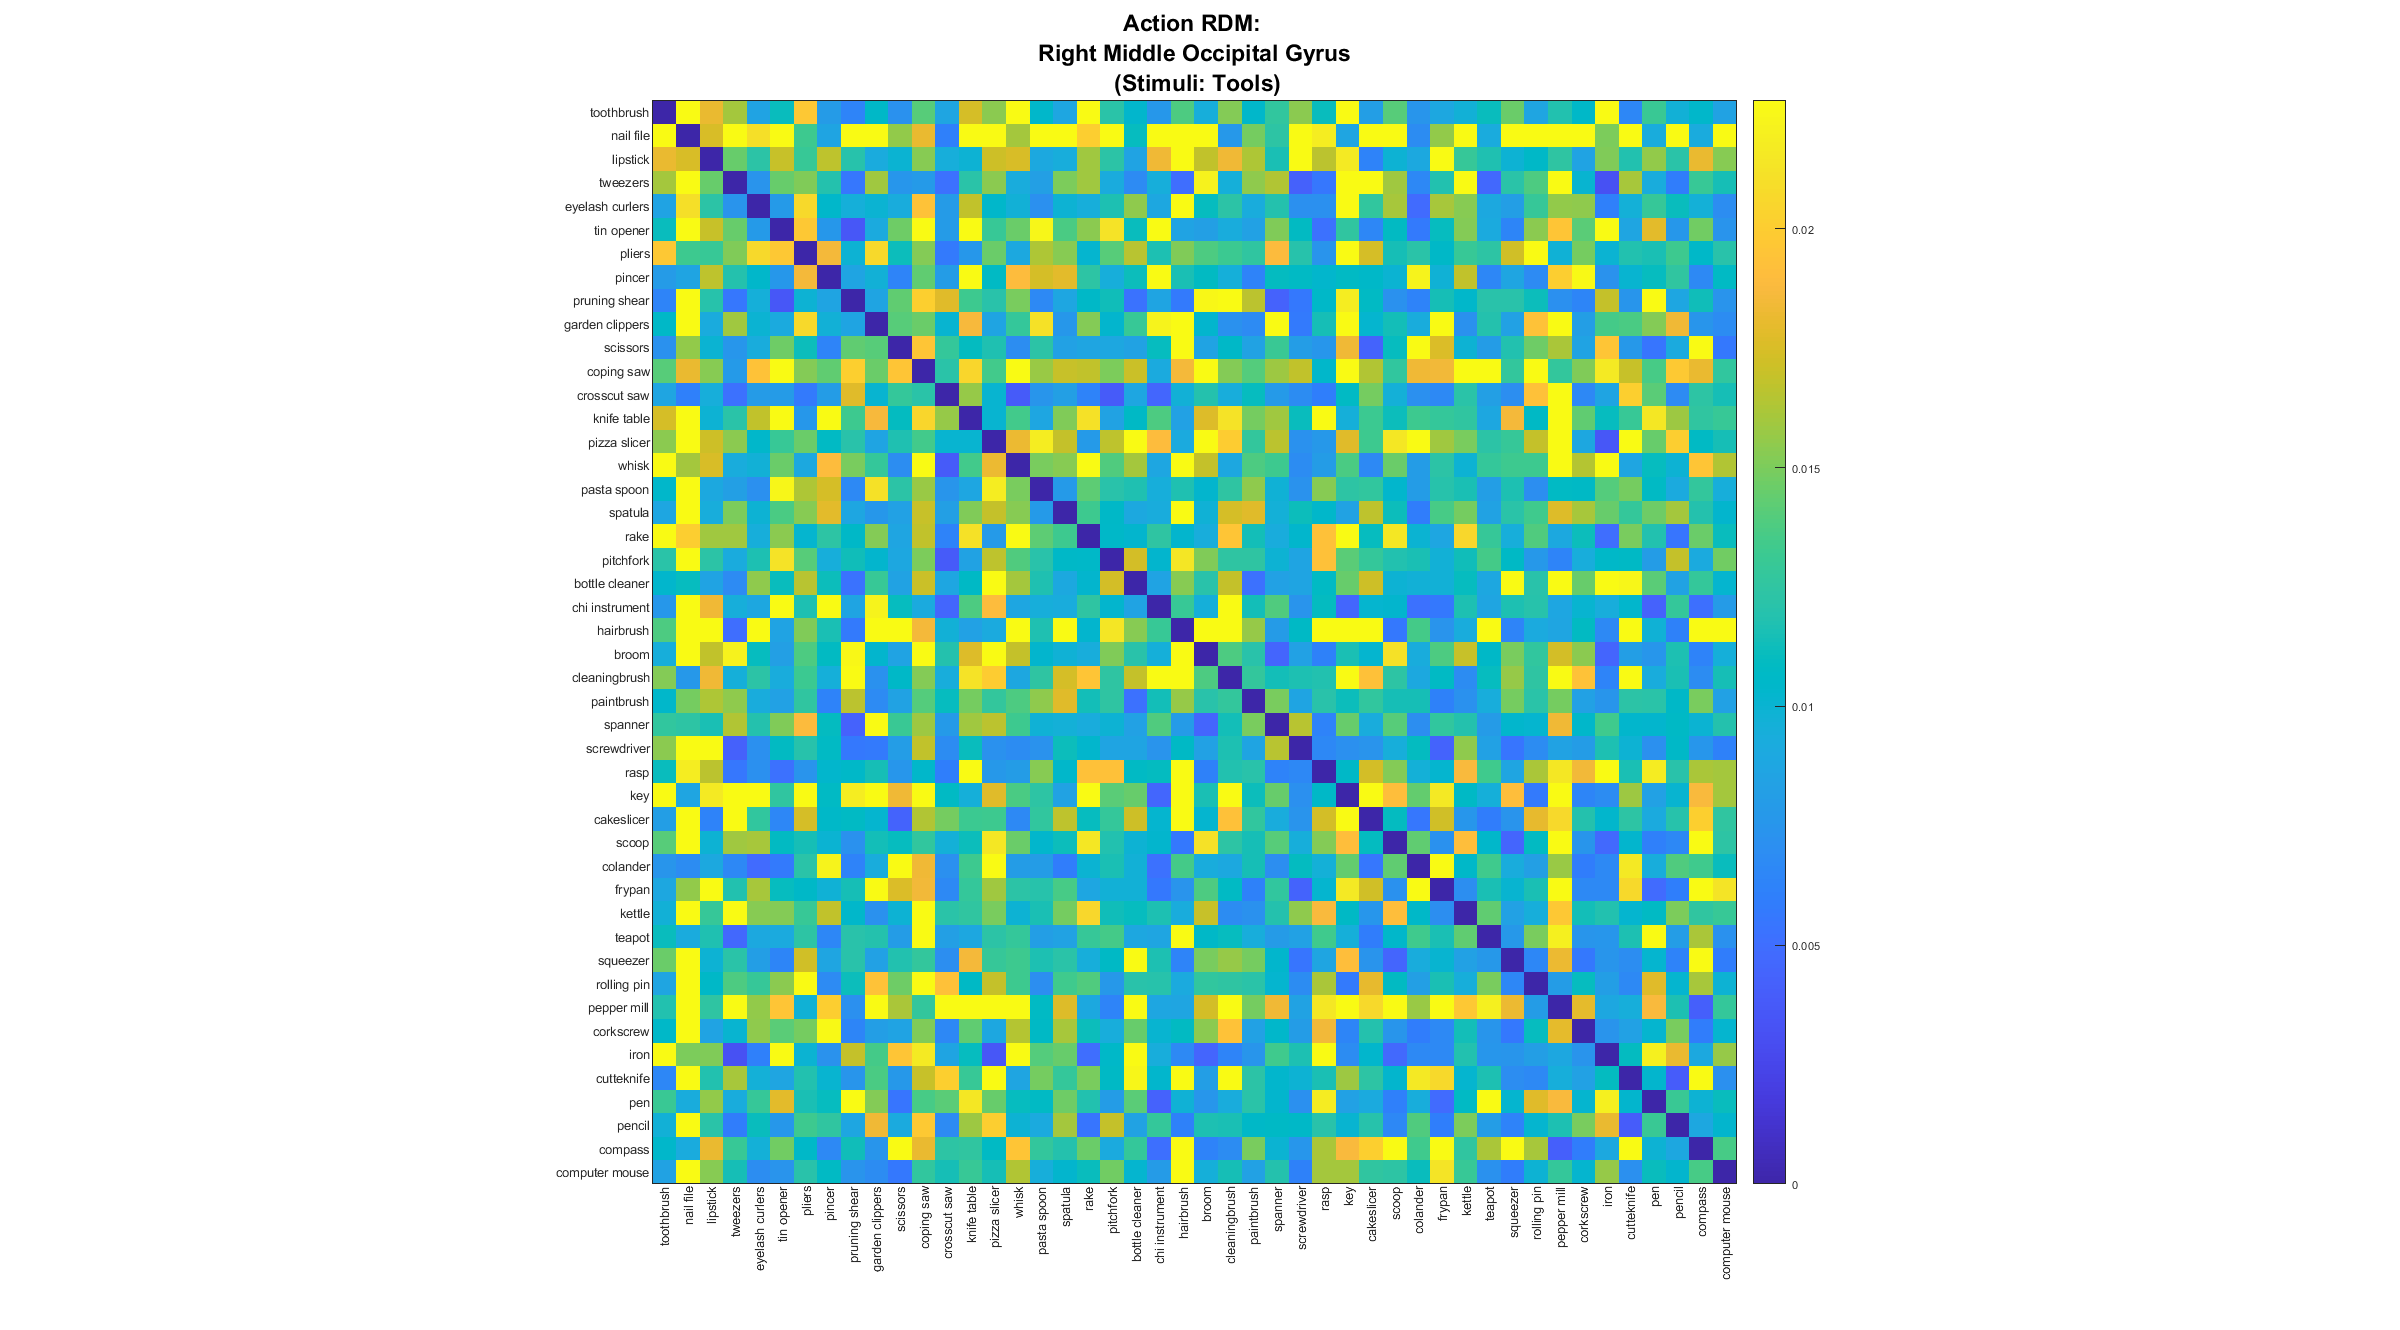 Action RDM:
Right Middle Occipital Gyrus
(Stimuli: Tools)
toothbrush
nail file
lipstick
tweezers
eyelash curlers
tin opener
pliers
pincer
pruning shear
garden clippers
scissors
coping saw
crosscut saw
knife table
pizza slicer
whisk
pasta spoon
spatula
rake
pitchfork
bottle cleaner
chi instrument
hairbrush
broom
cleaningbrush
paintbrush
spanner
screwdriver
rasp
key
cakeslicer
scoop
colander
frypan
kettle
teapot
squeezer
rolling pin
pepper mill
corkscrew
iron
cutteknife
pen
pencil
compass
computer mouse
toothbrush
nail file
lipstick
tweezers
eyelash curlers
tin opener
pliers
pincer
pruning shear
garden clippers
scissors
coping saw
crosscut saw
knife table
pizza slicer
whisk
pasta spoon
spatula
rake
pitchfork
bottle cleaner
chi instrument
hairbrush
broom
cleaningbrush
paintbrush
spanner
screwdriver
rasp
key
cakeslicer
scoop
colander
frypan
kettle
teapot
squeezer
rolling pin
pepper mill
corkscrew
iron
cutteknife
pen
pencil
compass
computer mouse
0.02
0.015
0.01
0.005
0